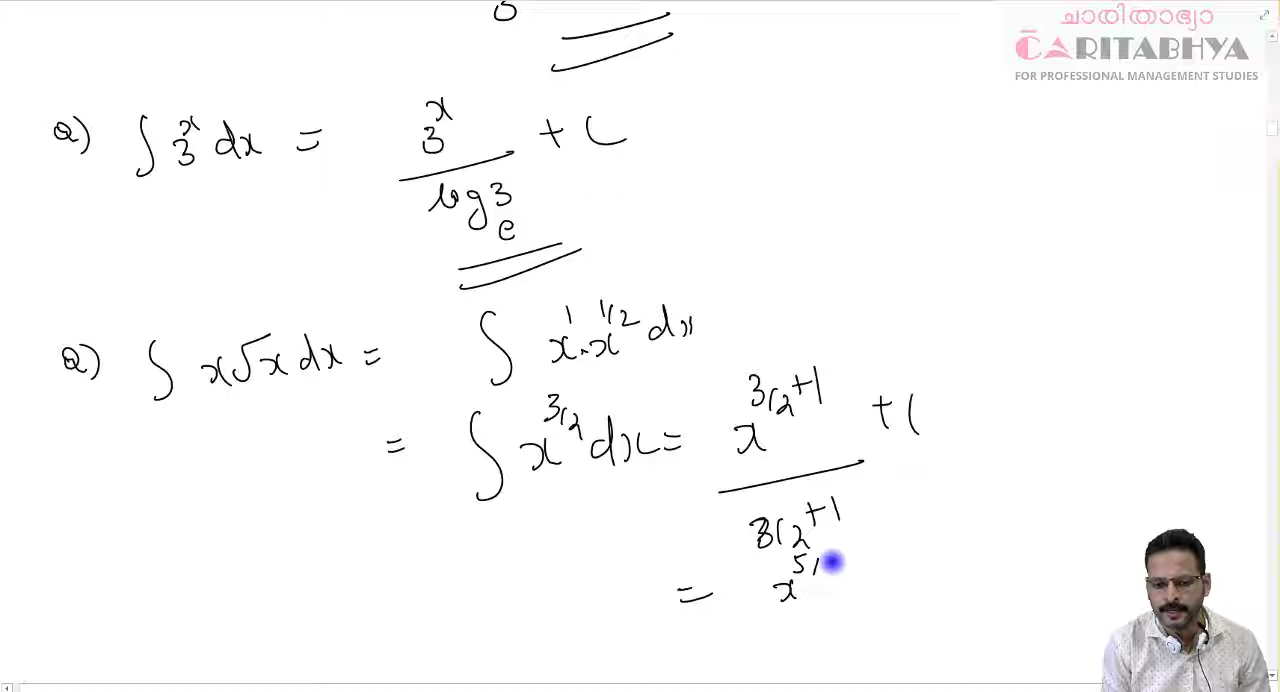 ചാരിതാഭ്യാ
CARITABHYA
FOR PROFESSIONAL MANAGEMENT STUDIES
Q) ∫ 3^x dx = 3^x / log_e 3 + C
Q) ∫ x√x dx = ∫ x^1 . x^1/2 dx
= ∫ x^3/2 dx = x^3/2+1 / 3/2+1 + C
= x^5/